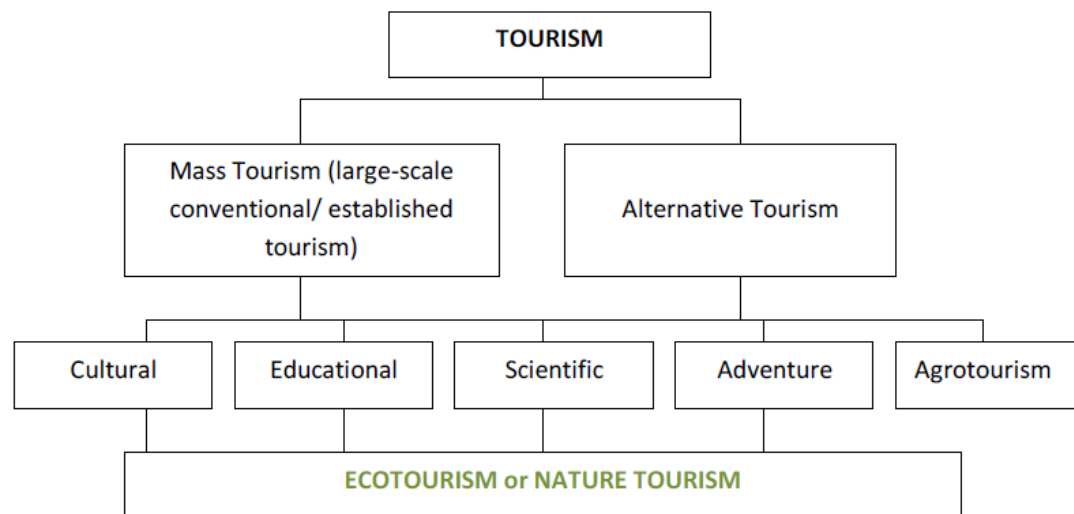 TOURISM
Mass Tourism (large-scale
conventional/ established
tourism)
Alternative Tourism
Cultural
Educational
Scientific
Adventure
Agrotourism
ECOTOURISM or NATURE TOURISM